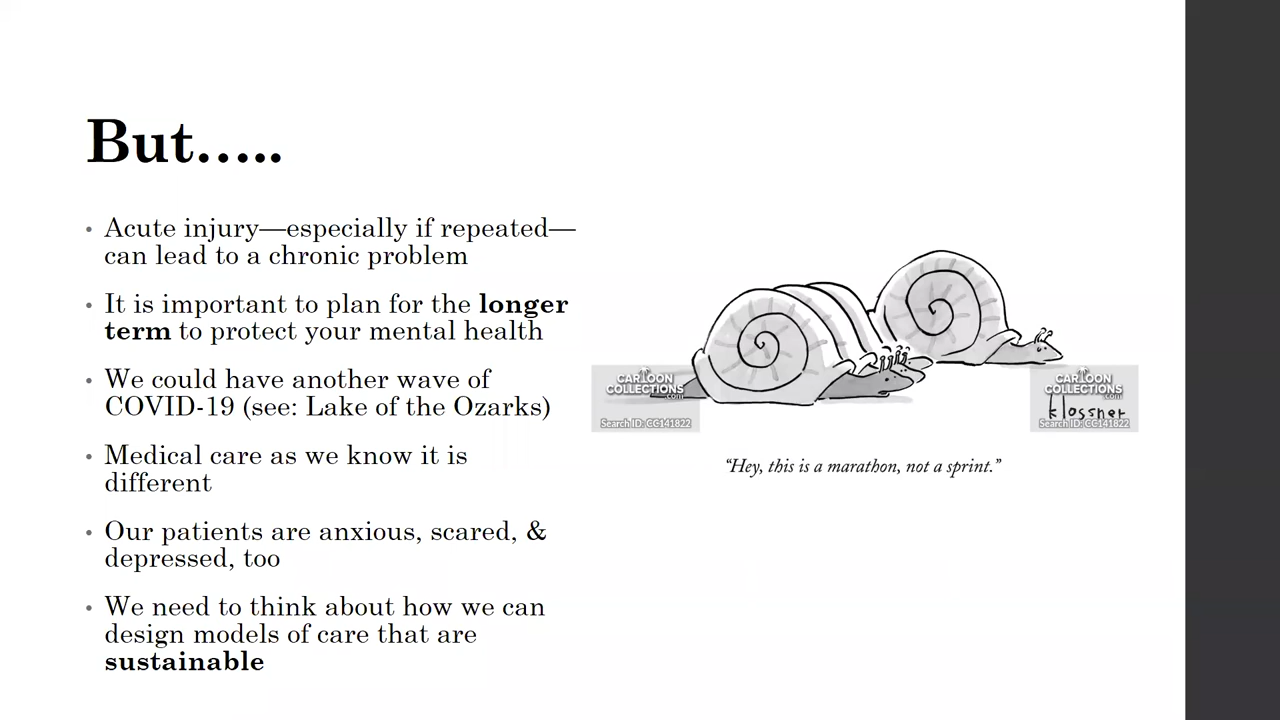 But.....
• Acute injury—especially if repeated—
can lead to a chronic problem
• It is important to plan for the longer
term to protect your mental health
• We could have another wave of
COVID-19 (see: Lake of the Ozarks)
• Medical care as we know it is
different
• Our patients are anxious, scared, &
depressed, too
• We need to think about how we can
design models of care that are
sustainable
CARTOON
COLLECTIONS
.com
Search ID: CC141822
CARTOON
COLLECTIONS
.com
klossner
Search ID: CC141822
“Hey, this is a marathon, not a sprint.”